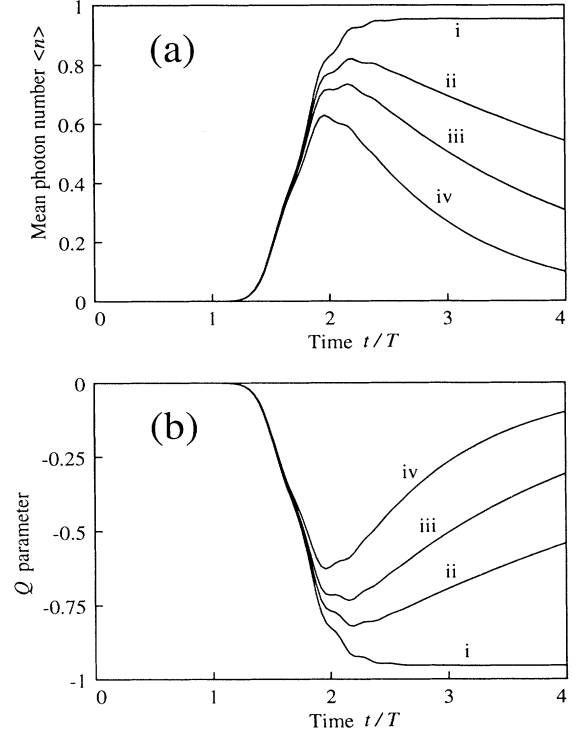 1
(a)
i
0.8
ii
0.6
iii
0.4
iv
0.2
0
Mean photon number <n>
0 1 2 3 4
Time t / T
0
(b)
-0.25
iv
-0.5
iii
ii
-0.75
i
-1
Q parameter
0 1 2 3 4
Time t / T